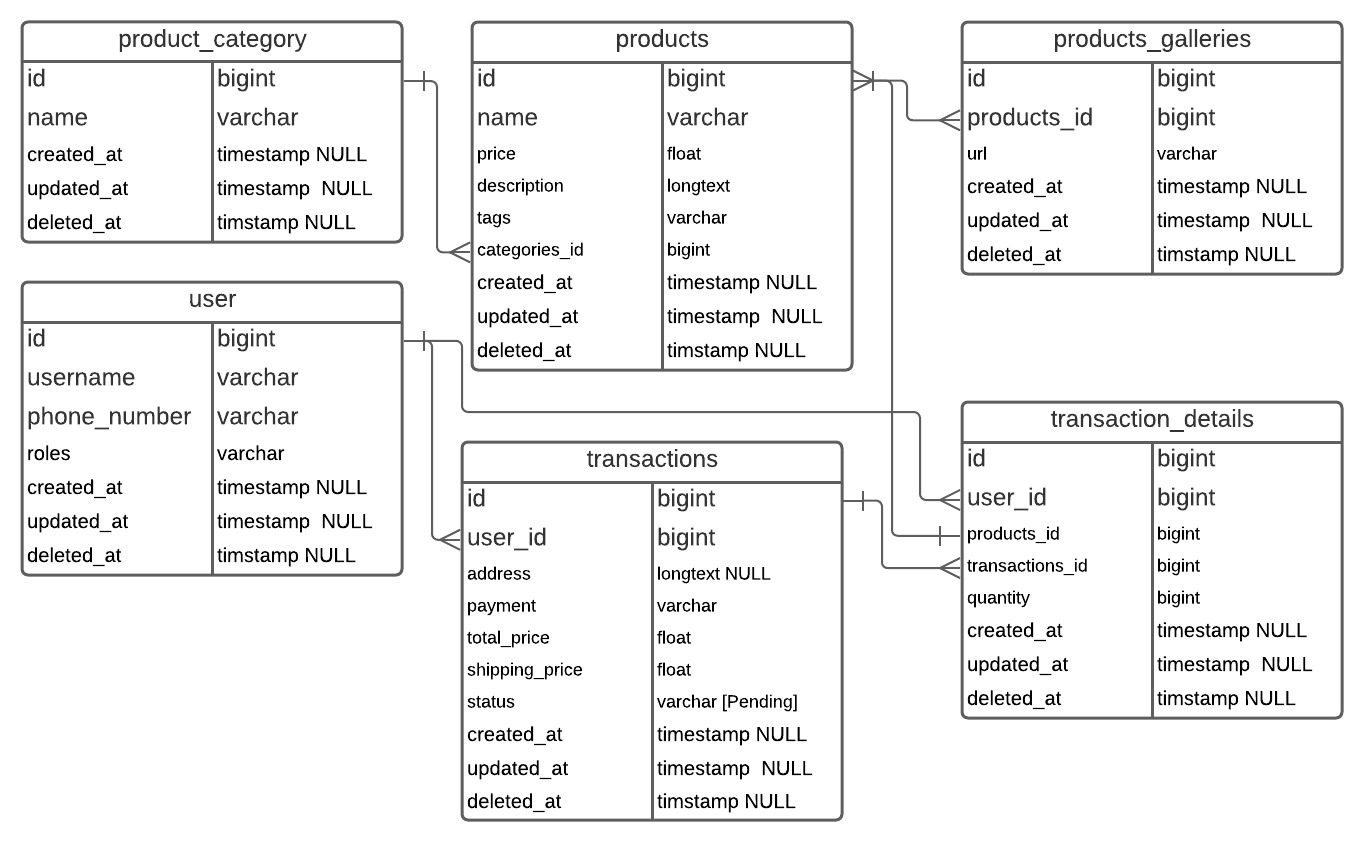 product_category
id bigint
name varchar
created_at timestamp NULL
updated_at timestamp NULL
deleted_at timstamp NULL
products
id bigint
name varchar
price float
description longtext
tags varchar
categories_id bigint
created_at timestamp NULL
updated_at timestamp NULL
deleted_at timstamp NULL
products_galleries
id bigint
products_id bigint
url varchar
created_at timestamp NULL
updated_at timestamp NULL
deleted_at timstamp NULL
user
id bigint
username varchar
phone_number varchar
roles varchar
created_at timestamp NULL
updated_at timestamp NULL
deleted_at timstamp NULL
transactions
id bigint
user_id bigint
address longtext NULL
payment varchar
total_price float
shipping_price float
status varchar [Pending]
created_at timestamp NULL
updated_at timestamp NULL
deleted_at timstamp NULL
transaction_details
id bigint
user_id bigint
products_id bigint
transactions_id bigint
quantity bigint
created_at timestamp NULL
updated_at timestamp NULL
deleted_at timstamp NULL